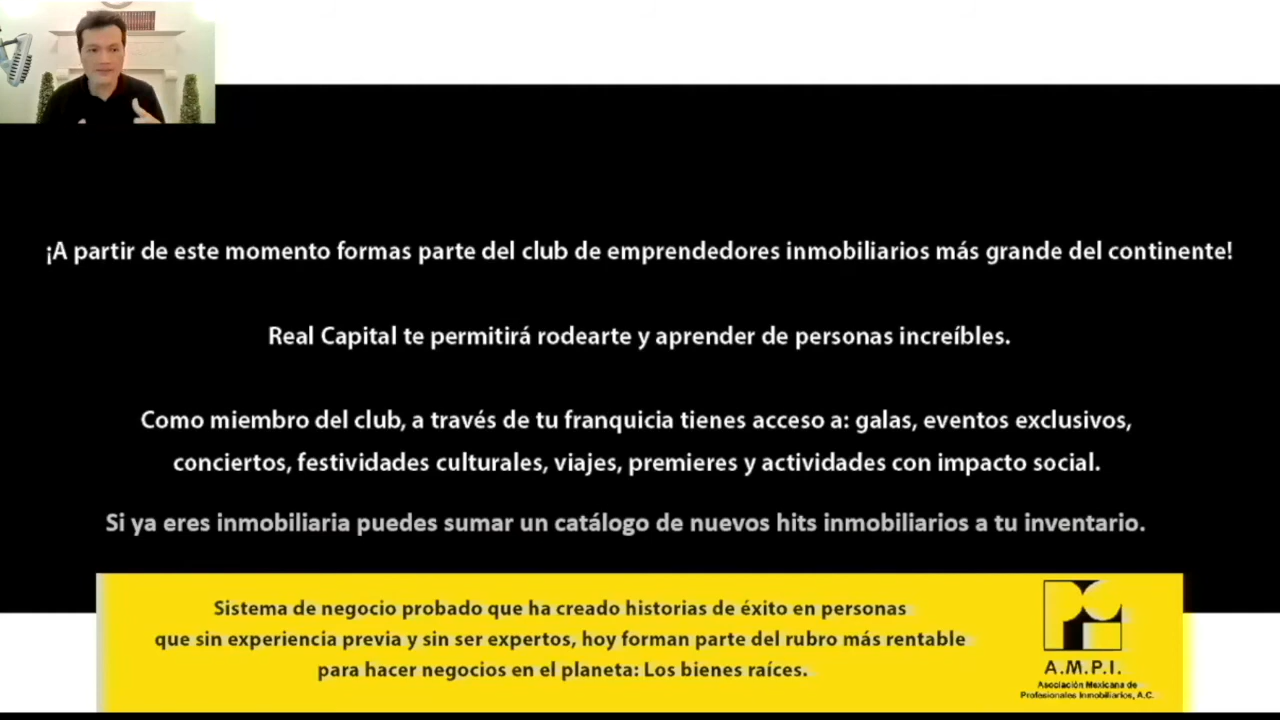 ¡A partir de este momento formas parte del club de emprendedores inmobiliarios más grande del continente!
Real Capital te permitirá rodearte y aprender de personas increíbles.
Como miembro del club, a través de tu franquicia tienes acceso a: galas, eventos exclusivos,
conciertos, festividades culturales, viajes, premieres y actividades con impacto social.
Si ya eres inmobiliaria puedes sumar un catálogo de nuevos hits inmobiliarios a tu inventario.
Sistema de negocio probado que ha creado historias de éxito en personas
que sin experiencia previa y sin ser expertos, hoy forman parte del rubro más rentable
para hacer negocios en el planeta: Los bienes raíces.
A.M.P.I.
Asociación Mexicana de
Profesionales Inmobiliarios, A.C.